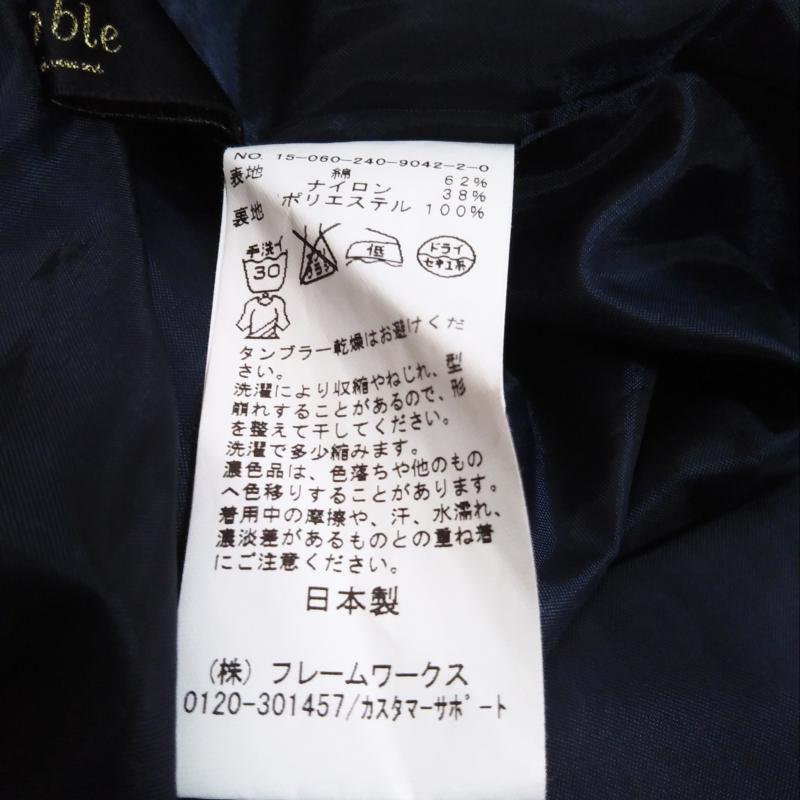 ble
NO. 15-060-240-9042-2-0
表地 綿 62%
ナイロン 38%
裏地 ポリエステル 100%
手洗イ
30
エンソ
サラシ
低
ドライ
セキユ系
タンブラー乾燥はお避けくだ
さい。
洗濯により収縮やねじれ、型
崩れすることがあるので、形
を整えて干してください。
洗濯で多少縮みます。
濃色品は、色落ちや他のもの
へ色移りすることがあります。
着用中の摩擦や、汗、水濡れ、
濃淡差があるものとの重ね着
にご注意ください。
日本製
(株) フレームワークス
0120-301457/カスタマーサポート